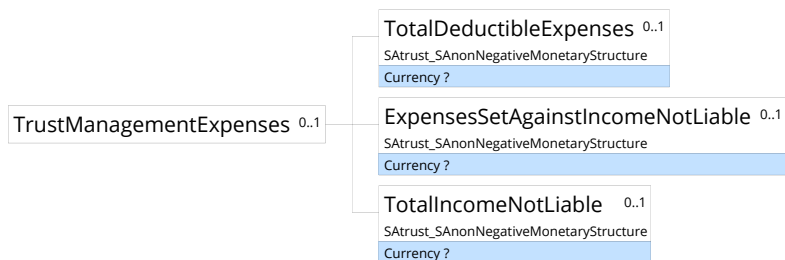 TotalDeductibleExpenses 0..1
SAtrust_SAnonNegativeMonetaryStructure
Currency ?
TrustManagementExpenses 0..1
ExpensesSetAgainstIncomeNotLiable 0..1
SAtrust_SAnonNegativeMonetaryStructure
Currency ?
TotalIncomeNotLiable 0..1
SAtrust_SAnonNegativeMonetaryStructure
Currency ?